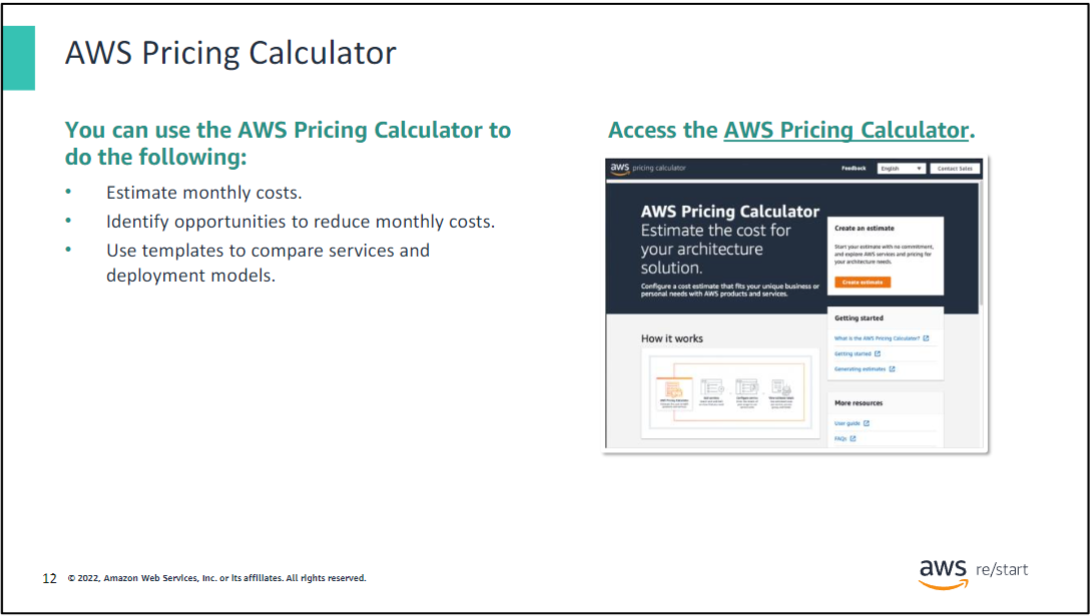 AWS Pricing Calculator
You can use the AWS Pricing Calculator to
do the following:
• Estimate monthly costs.
• Identify opportunities to reduce monthly costs.
• Use templates to compare services and
deployment models.
Access the AWS Pricing Calculator.
aws pricing calculator
Feedback
English
Contact Sales
AWS Pricing Calculator
Estimate the cost for
your architecture
solution.
Configure a cost estimate that fits your unique business or
personal needs with AWS products and services.
Create an estimate
Start your estimate with no commitment,
and explore AWS services and pricing for
your architecture needs.
Create estimate
Getting started
What is the AWS Pricing Calculator?
Getting started
Generating estimates
How it works
More resources
User guide
FAQs
12 © 2022, Amazon Web Services, Inc. or its affiliates. All rights reserved.
aws re/start